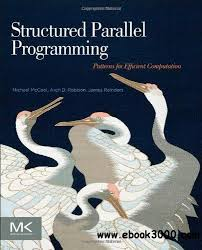 Structured Parallel
Programming
Patterns for Efficient Computation
Michael McCool, Arch D. Robison, James Reinders
www.ebook3000.com
MK